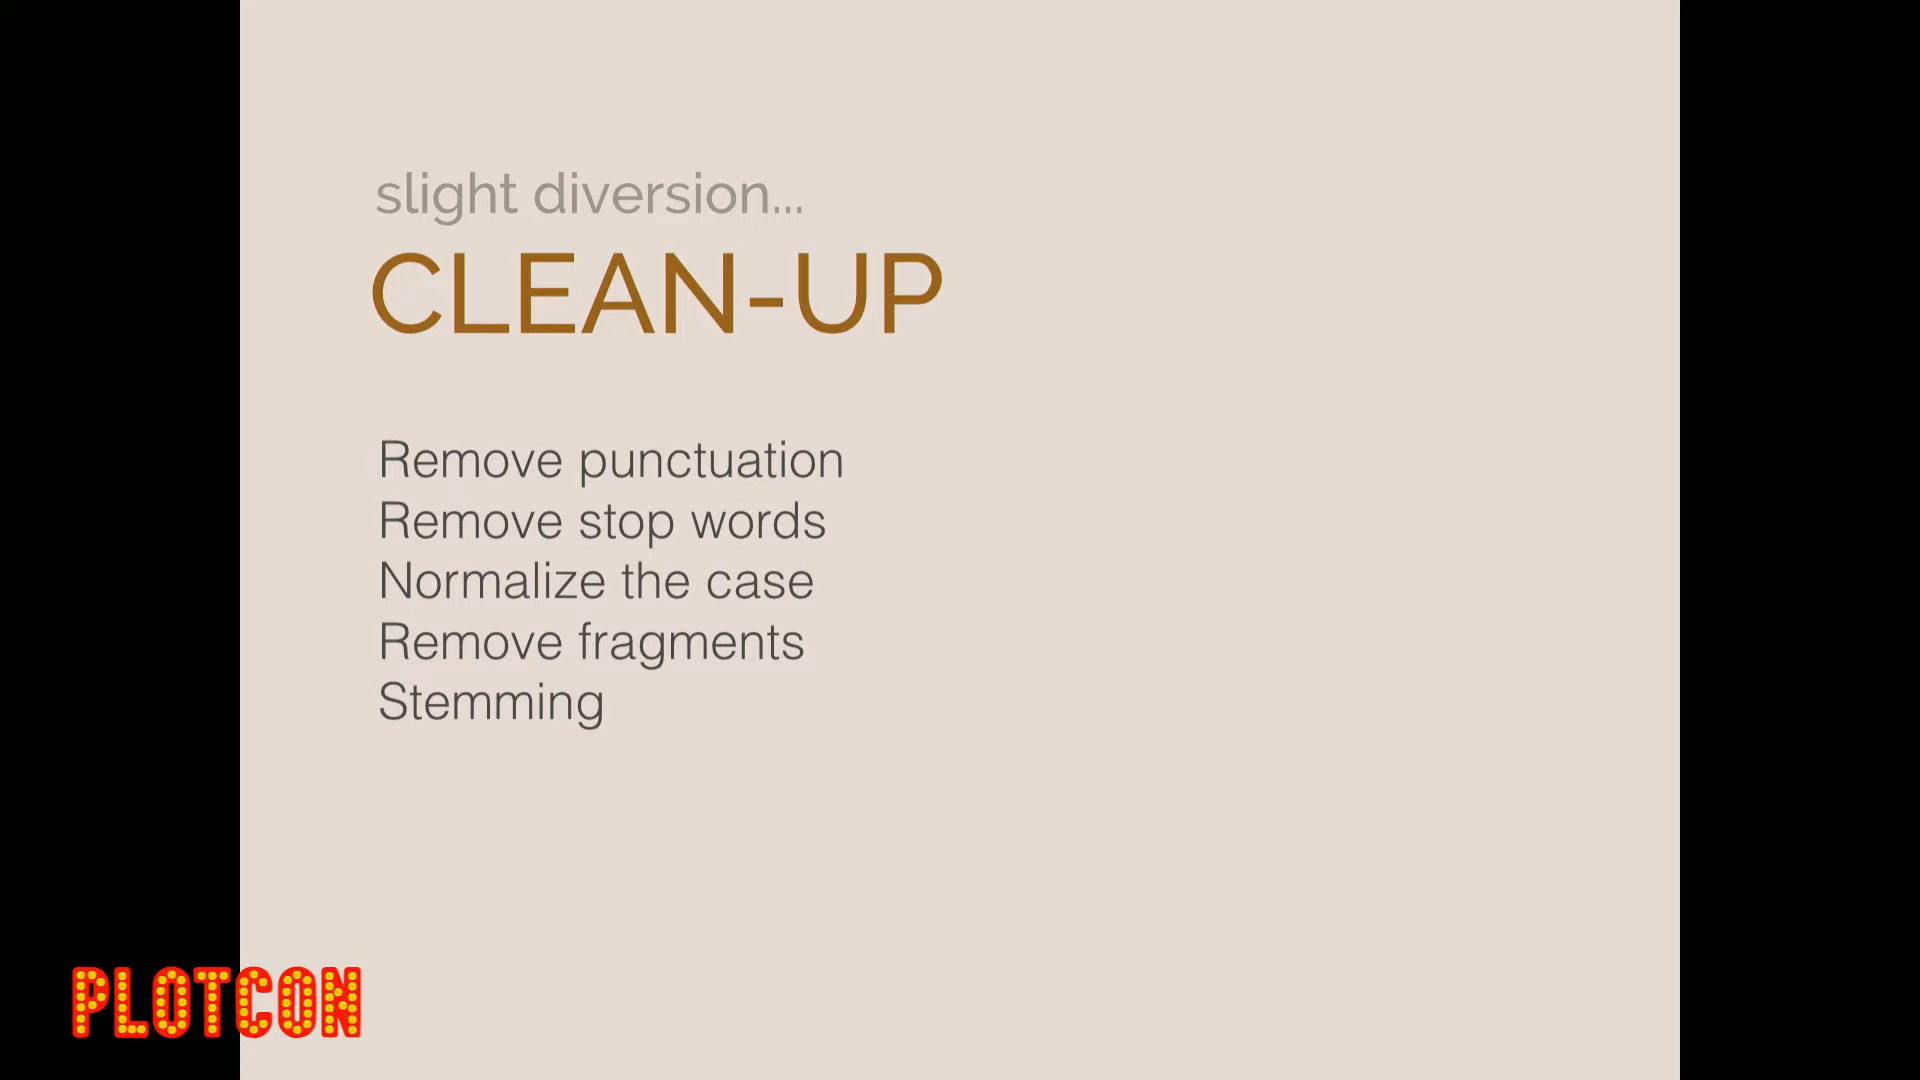 slight diversion...
CLEAN-UP
Remove punctuation
Remove stop words
Normalize the case
Remove fragments
Stemming
PLOTCON